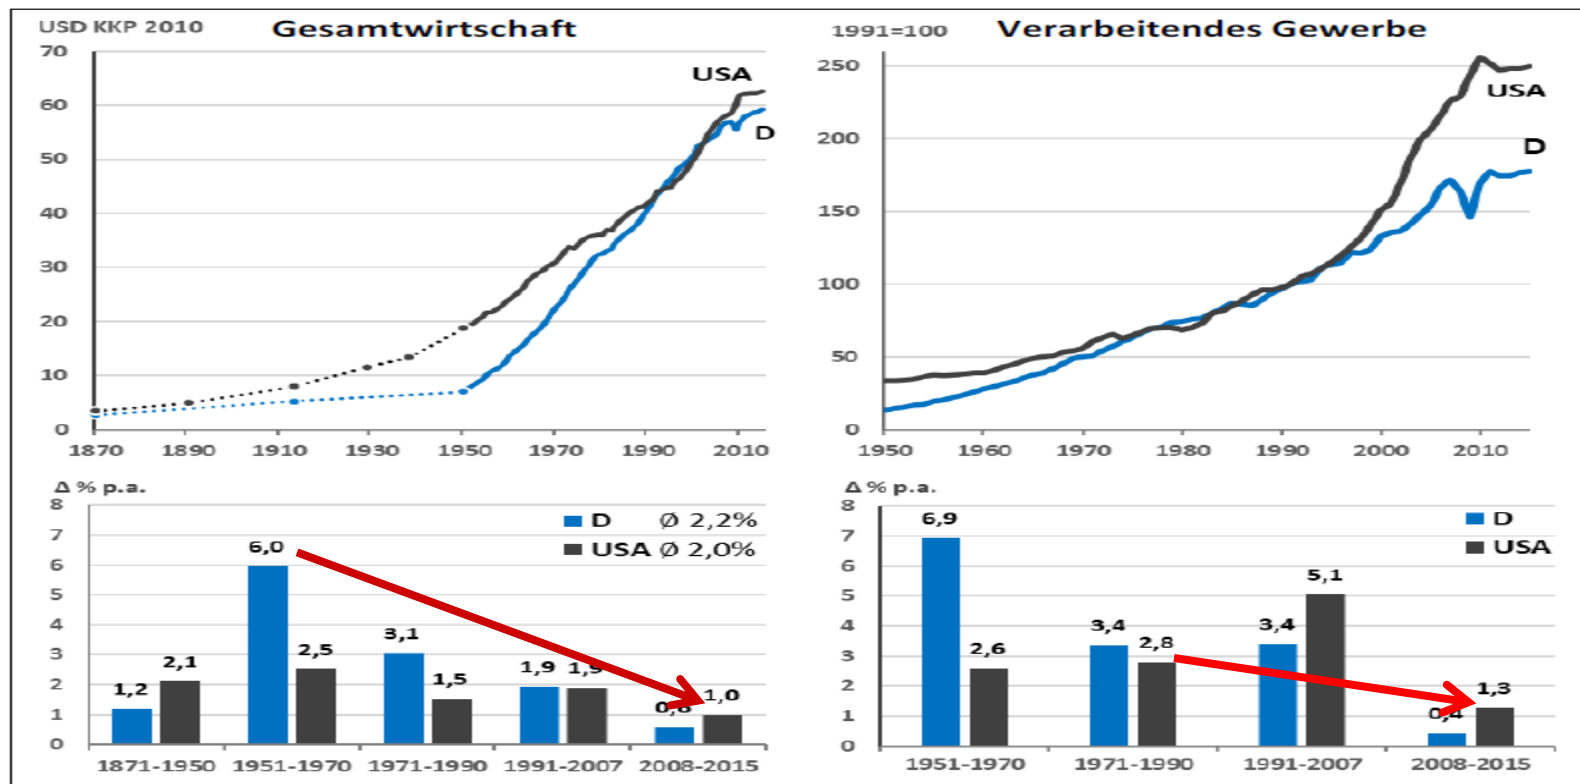 USD KKP 2010 Gesamtwirtschaft
70
60
50
40
30
20
10
0
USA
D
1870 1890 1910 1930 1950 1970 1990 2010
1991=100 Verarbeitendes Gewerbe
250
200
150
100
50
0
USA
D
1950 1960 1970 1980 1990 2000 2010
Δ % p.a.
8
7
6
5
4
3
2
1
0
D Ø 2,2%
USA Ø 2,0%
1,2 2,1 6,0 2,5 3,1 1,5 1,9 1,9 1,0
1871-1950 1951-1970 1971-1990 1991-2007 2008-2015
Δ % p.a.
8
7
6
5
4
3
2
1
0
D
USA
6,9 2,6 3,4 2,8 3,4 5,1 0,4 1,3
1951-1970 1971-1990 1991-2007 2008-2015